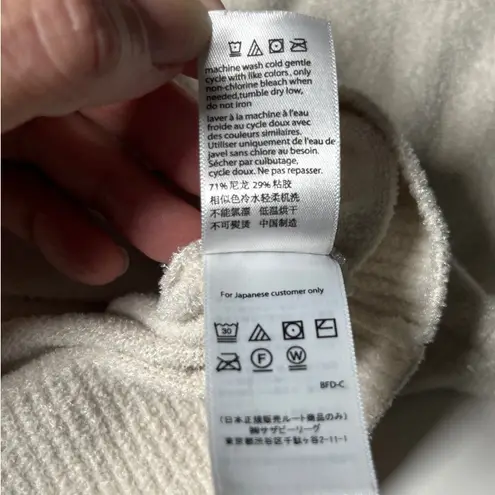 machine wash cold gentle
cycle with like colors, only
non-chlorine bleach when
needed,tumble dry low,
do not iron
laver à la machine à l'eau
froide au cycle doux avec
des couleurs similaires.
Utiliser uniquement de l'eau de
javel sans chlore au besoin.
Sécher par culbutage,
cycle doux. Ne pas repasser.
71% 尼龙 29% 粘胶
相似色冷水轻柔机洗
不能氯漂 低温烘干
不可熨烫 中国制造
For Japanese customer only
30
F W
BFD-C
(日本正規販売ルート商品のみ)
㈱サザビーリーグ
東京都渋谷区千駄ヶ谷 2-11-1